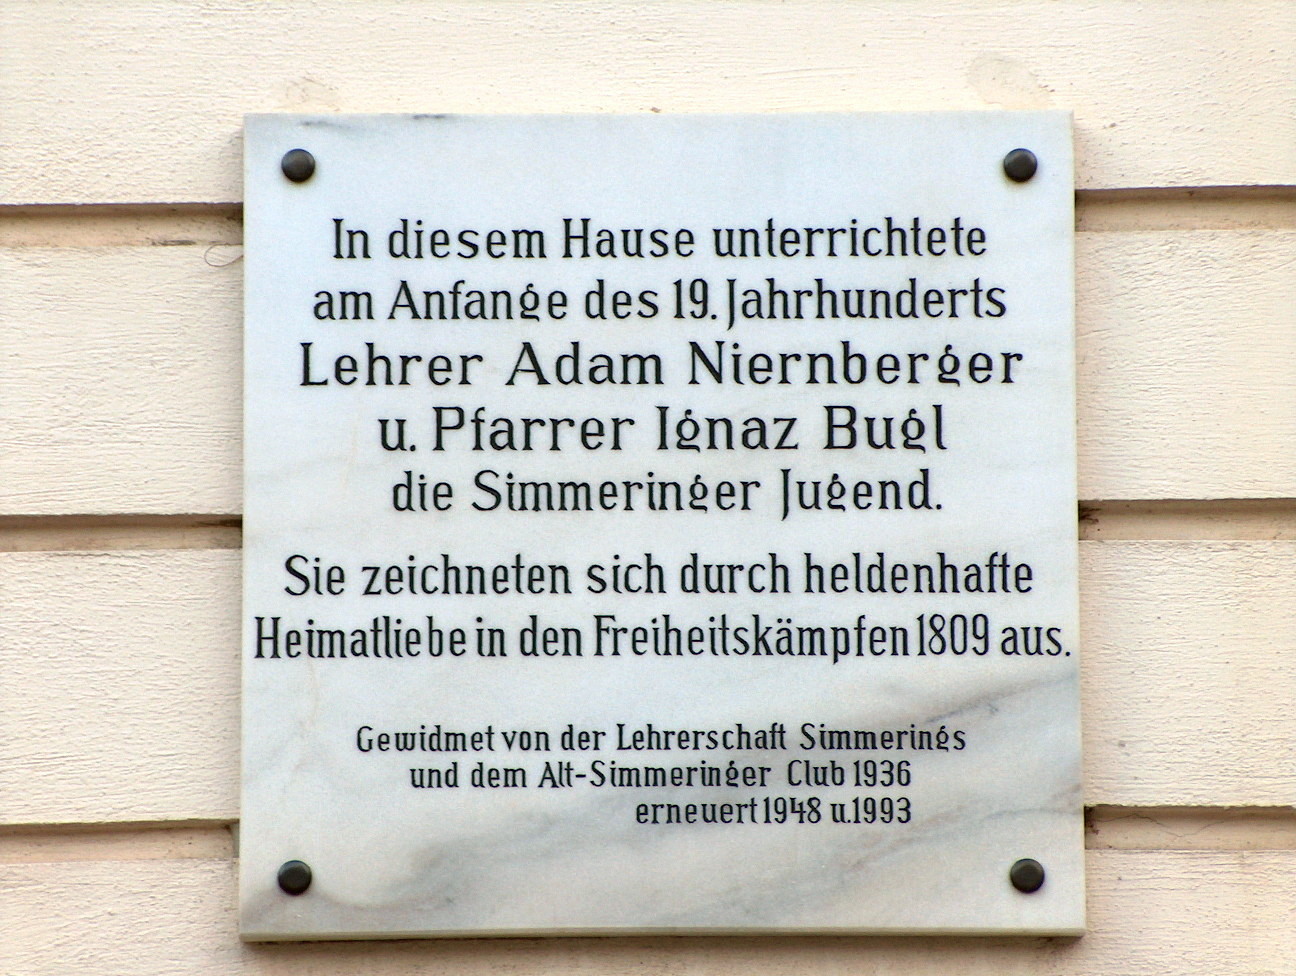 In diesem Hause unterrichtete
am Anfange des 19. Jahrhunderts
Lehrer Adam Niernberger
u. Pfarrer Ignaz Bugl
die Simmeringer Jugend.
Sie zeichneten sich durch heldenhafte
Heimatliebe in den Freiheitskämpfen 1809 aus.
Gewidmet von der Lehrerschaft Simmerings
und dem Alt-Simmeringer Club 1936
erneuert 1948 u. 1993